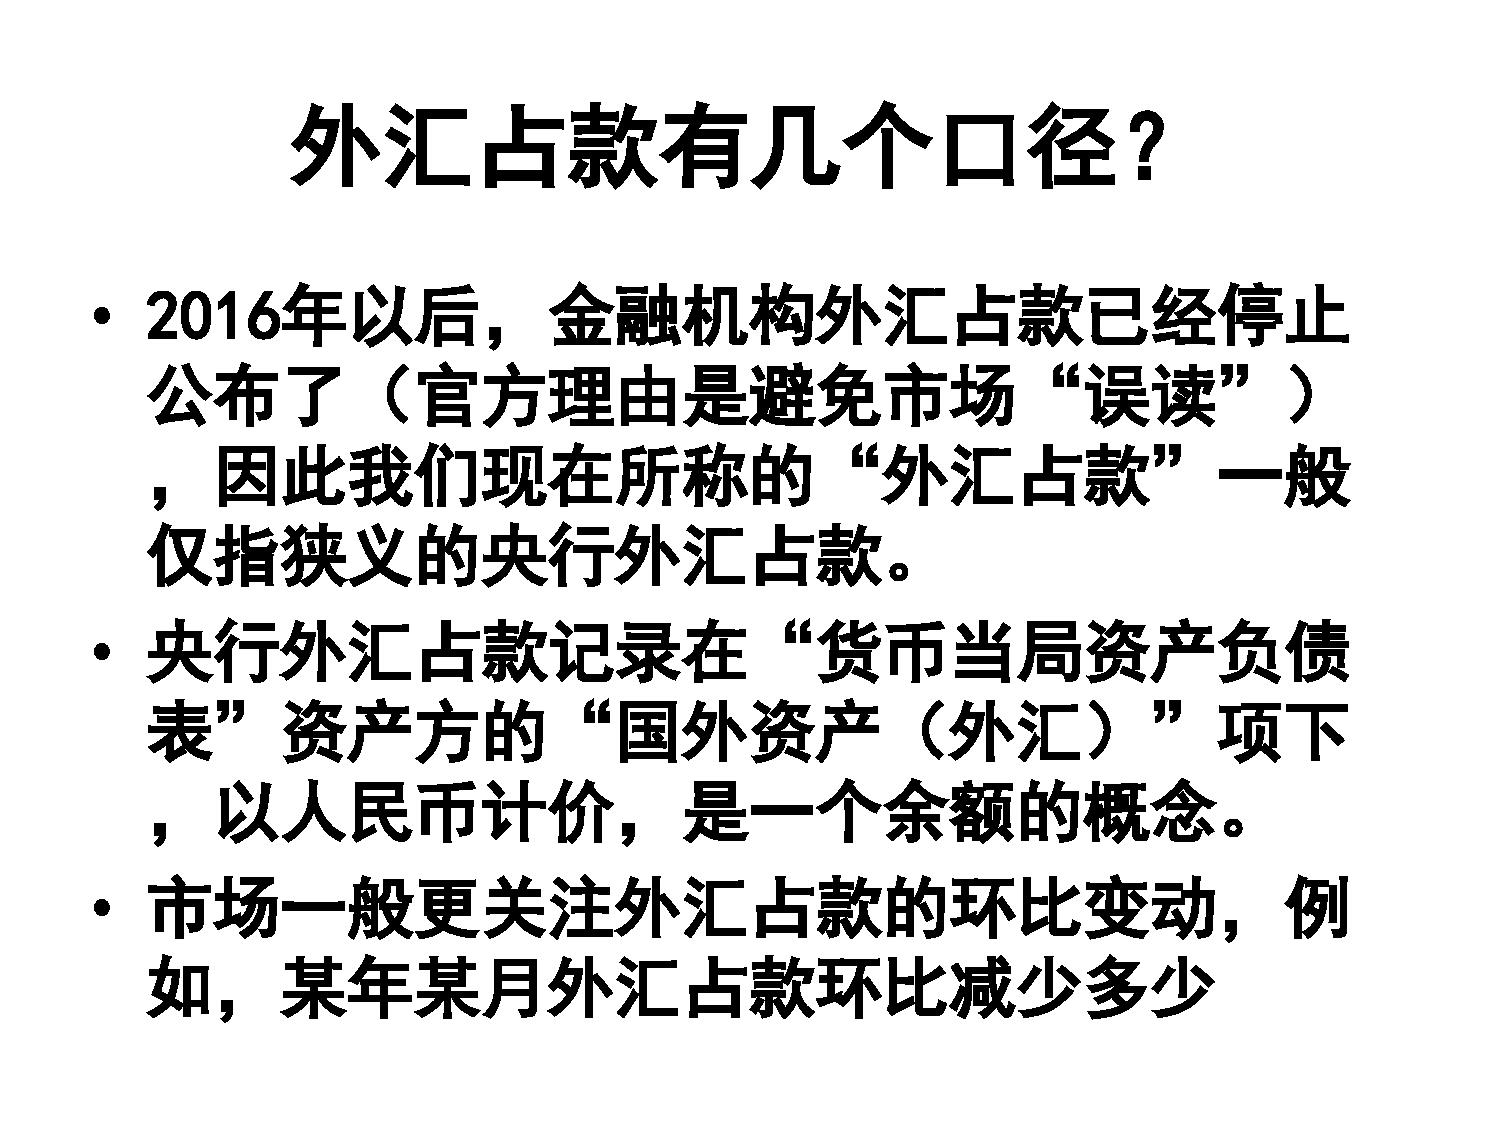 外汇占款有几个口径？
• 2016年以后，金融机构外汇占款已经停止
公布了（官方理由是避免市场“误读”）
，因此我们现在所称的“外汇占款”一般
仅指狭义的央行外汇占款。
• 央行外汇占款记录在“货币当局资产负债
表”资产方的“国外资产（外汇）”项下
，以人民币计价，是一个余额的概念。
• 市场一般更关注外汇占款的环比变动，例
如，某年某月外汇占款环比减少多少